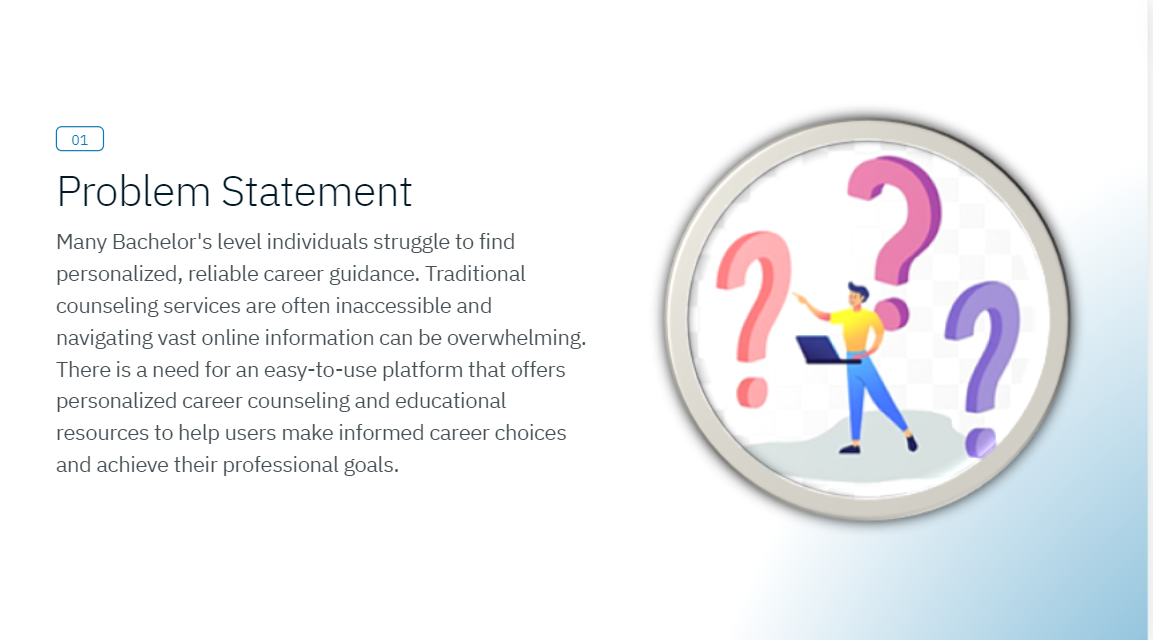 01
Problem Statement
Many Bachelor's level individuals struggle to find
personalized, reliable career guidance. Traditional
counseling services are often inaccessible and
navigating vast online information can be overwhelming.
There is a need for an easy-to-use platform that offers
personalized career counseling and educational
resources to help users make informed career choices
and achieve their professional goals.